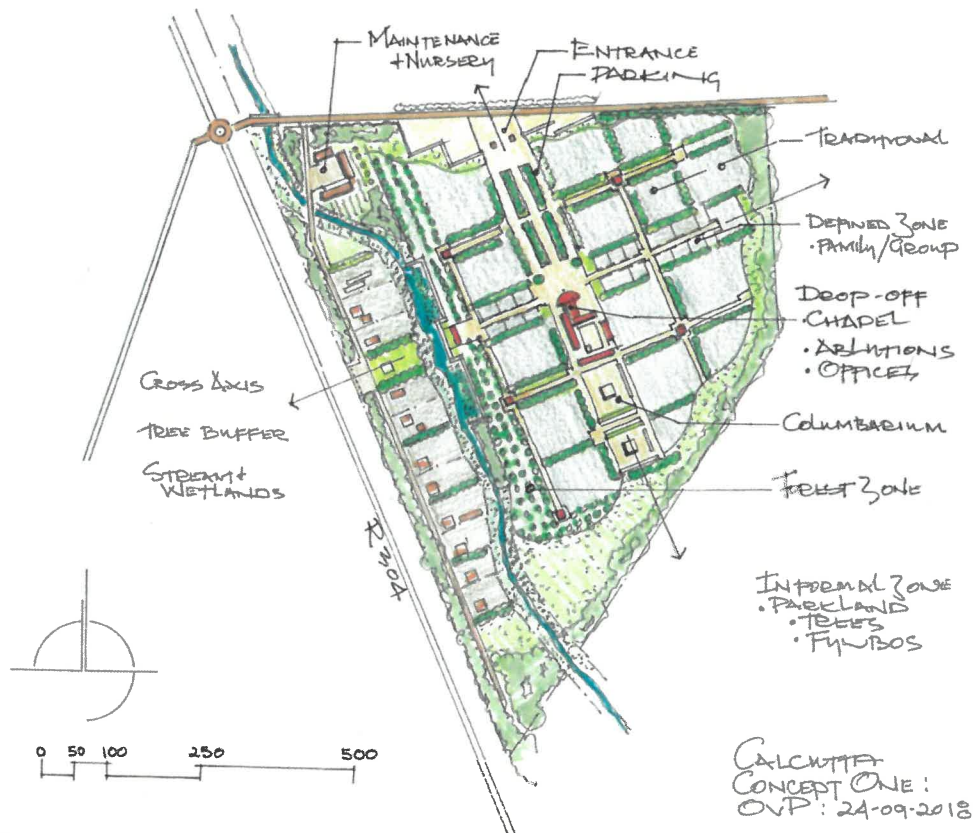 MAINTENANCE
+NURSERY
ENTRANCE
PARKING
TRADITIONAL
DEFINED ZONE
• FAMILY/GROUP
DROP-OFF
• CHAPEL
• ABLUTIONS
• OFFICES
COLUMBARIUM
FOREST ZONE
CROSS AXIS
TREE BUFFER
STREAM+
WETLANDS
R304
INFORMAL ZONE
• PARKLAND
• TREES
• FYNBOS
0 50 100 250 500
CALCUTTA
CONCEPT ONE:
OVP: 24-09-2018